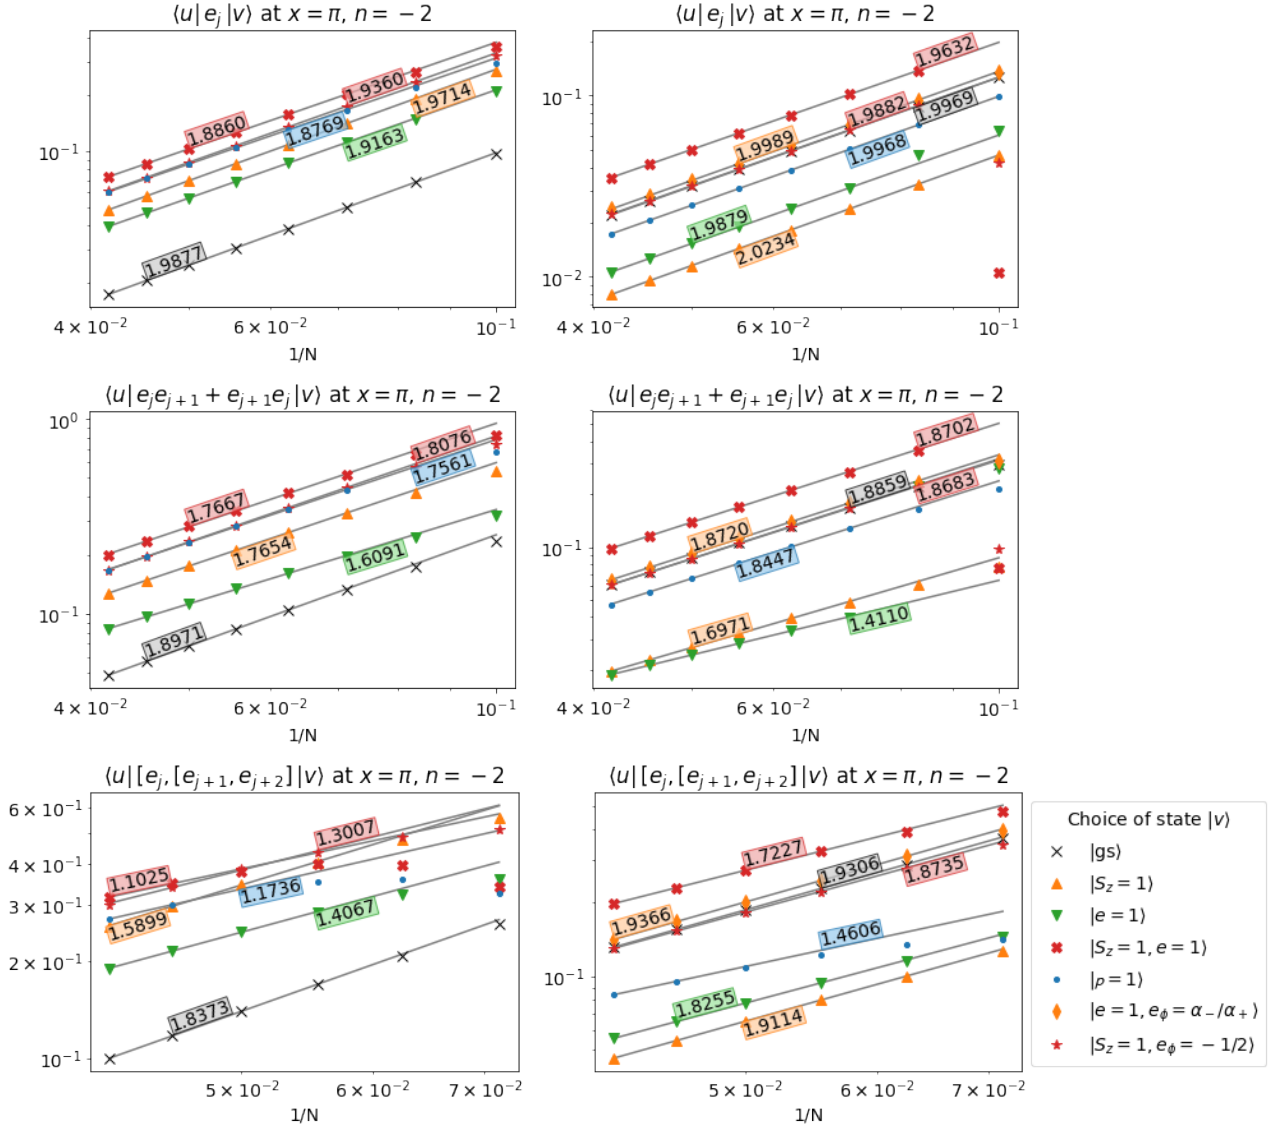 ⟨u| e_j |v⟩ at x = π, n = −2
10⁻¹
1.8860
1.9360
1.9714
1.8769
1.9163
1.9877
4 × 10⁻²
6 × 10⁻²
10⁻¹
1/N
⟨u| e_j |v⟩ at x = π, n = −2
10⁻¹
10⁻²
1.9632
1.9882
1.9969
1.9989
1.9968
1.9879
2.0234
4 × 10⁻²
6 × 10⁻²
10⁻¹
1/N
⟨u| e_j e_{j+1} + e_{j+1} e_j |v⟩ at x = π, n = −2
10⁰
10⁻¹
1.8076
1.7561
1.7667
1.7654
1.6091
1.8971
4 × 10⁻²
6 × 10⁻²
10⁻¹
1/N
⟨u| e_j e_{j+1} + e_{j+1} e_j |v⟩ at x = π, n = −2
10⁻¹
1.8702
1.8859
1.8683
1.8720
1.8447
1.6971
1.4110
4 × 10⁻²
6 × 10⁻²
10⁻¹
1/N
⟨u| [e_j, [e_{j+1}, e_{j+2}] |v⟩ at x = π, n = −2
6 × 10⁻¹
4 × 10⁻¹
3 × 10⁻¹
2 × 10⁻¹
10⁻¹
1.3007
1.1025
1.1736
1.4067
1.5899
1.8373
5 × 10⁻²
6 × 10⁻²
7 × 10⁻²
1/N
⟨u| [e_j, [e_{j+1}, e_{j+2}] |v⟩ at x = π, n = −2
10⁻¹
1.7227
1.9306
1.8735
1.9366
1.4606
1.8255
1.9114
5 × 10⁻²
6 × 10⁻²
7 × 10⁻²
1/N
Choice of state |v⟩
|gs⟩
|S_z = 1⟩
|e = 1⟩
|S_z = 1, e = 1⟩
|p = 1⟩
|e = 1, e_ϕ = α₋/α₊⟩
|S_z = 1, e_ϕ = −1/2⟩